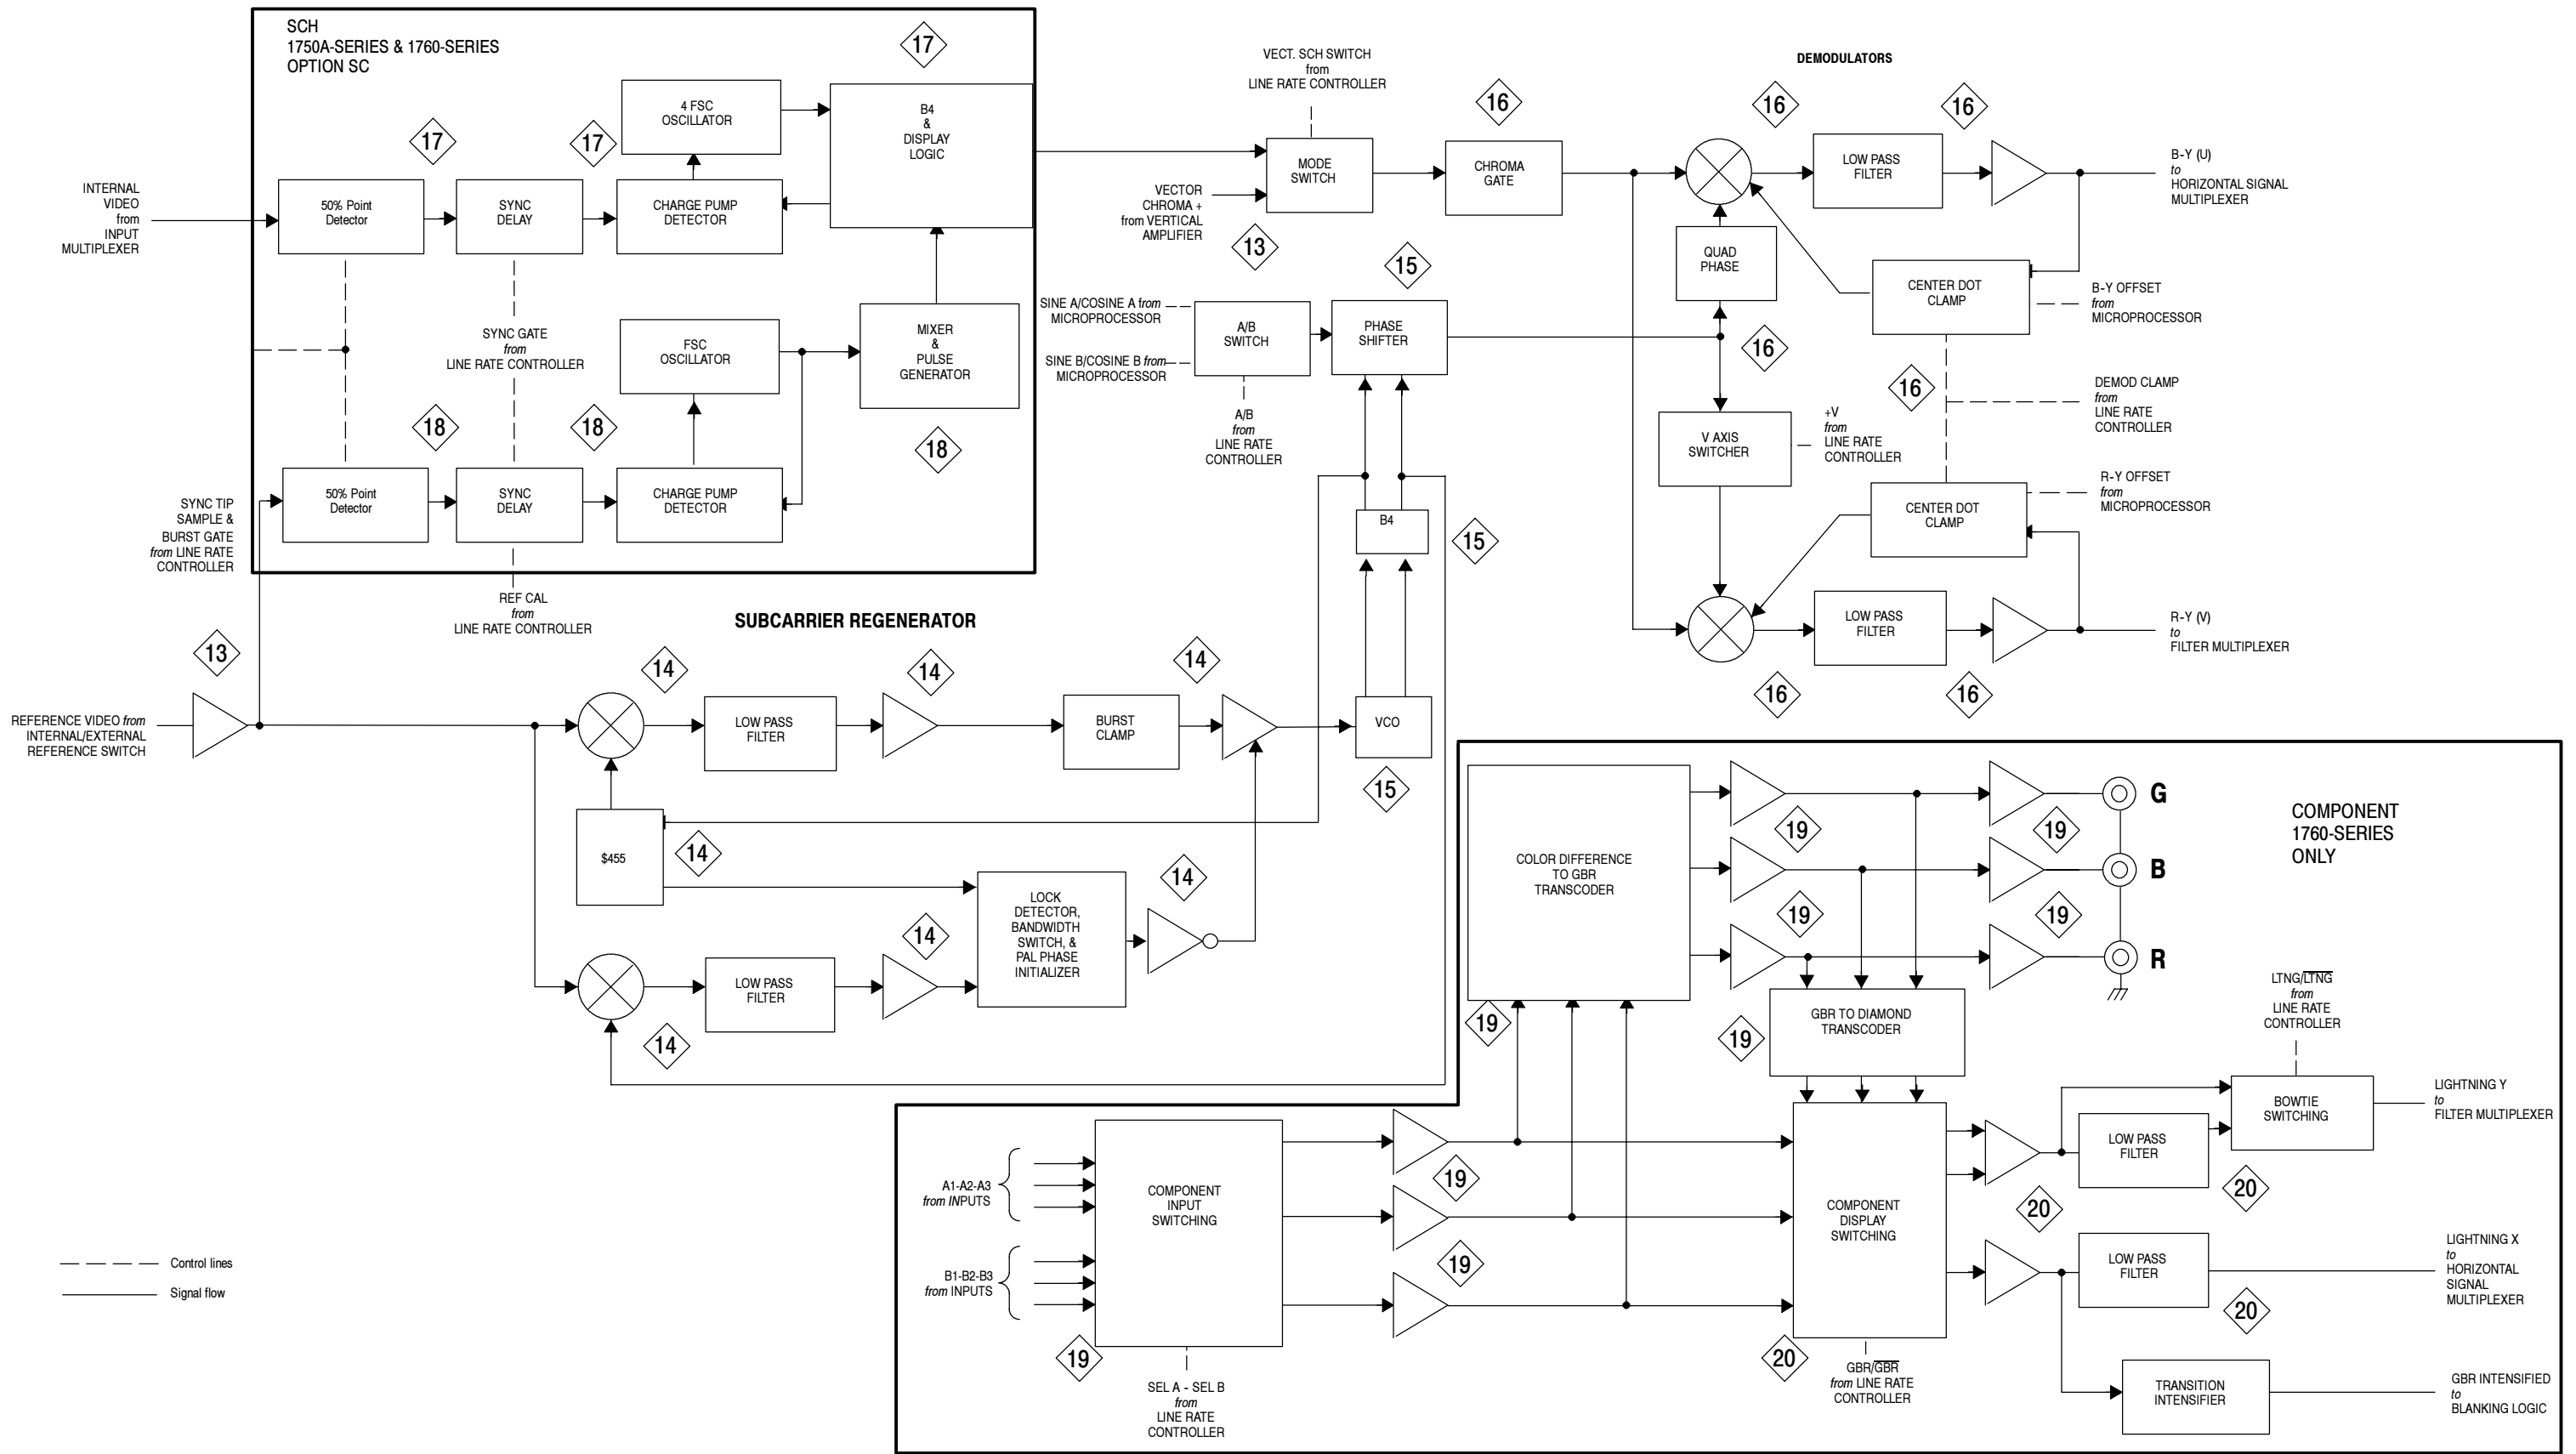 SCH
1750A-SERIES & 1760-SERIES
OPTION SC
17
4 FSC
OSCILLATOR
B4
&
DISPLAY
LOGIC
17
17
INTERNAL
VIDEO
from
INPUT
MULTIPLEXER
50% Point
Detector
SYNC
DELAY
CHARGE PUMP
DETECTOR
SYNC GATE
from
LINE RATE CONTROLLER
FSC
OSCILLATOR
MIXER
&
PULSE
GENERATOR
18
18
18
SYNC TIP
SAMPLE &
BURST GATE
from LINE RATE
CONTROLLER
50% Point
Detector
SYNC
DELAY
CHARGE PUMP
DETECTOR
REF CAL
from
LINE RATE CONTROLLER
VECT. SCH SWITCH
from
LINE RATE CONTROLLER
MODE
SWITCH
VECTOR
CHROMA +
from VERTICAL
AMPLIFIER
13
16
CHROMA
GATE
DEMODULATORS
16
LOW PASS
FILTER
16
B-Y (U)
to
HORIZONTAL SIGNAL
MULTIPLEXER
QUAD
PHASE
CENTER DOT
CLAMP
B-Y OFFSET
from
MICROPROCESSOR
SINE A/COSINE A from
MICROPROCESSOR
SINE B/COSINE B from
MICROPROCESSOR
A/B
SWITCH
A/B
from
LINE RATE
CONTROLLER
15
PHASE
SHIFTER
16
16
DEMOD CLAMP
from
LINE RATE
CONTROLLER
V AXIS
SWITCHER
+V
from
LINE RATE
CONTROLLER
R-Y OFFSET
from
MICROPROCESSOR
CENTER DOT
CLAMP
B4
15
LOW PASS
FILTER
16
16
R-Y (V)
to
FILTER MULTIPLEXER
SUBCARRIER REGENERATOR
13
REFERENCE VIDEO from
INTERNAL/EXTERNAL
REFERENCE SWITCH
14
LOW PASS
FILTER
14
BURST
CLAMP
14
VCO
15
$455
14
LOCK
DETECTOR,
BANDWIDTH
SWITCH, &
PAL PHASE
INITIALIZER
14
14
LOW PASS
FILTER
14
COLOR DIFFERENCE
TO GBR
TRANSCODER
19
19
19
19
19
G
B
R
COMPONENT
1760-SERIES
ONLY
19
GBR TO DIAMOND
TRANSCODER
LTNG/LTNG
from
LINE RATE
CONTROLLER
BOWTIE
SWITCHING
LIGHTNING Y
to
FILTER MULTIPLEXER
A1-A2-A3
from INPUTS
B1-B2-B3
from INPUTS
COMPONENT
INPUT
SWITCHING
19
SEL A - SEL B
from
LINE RATE
CONTROLLER
19
19
COMPONENT
DISPLAY
SWITCHING
20
GBR/GBR
from LINE RATE
CONTROLLER
LOW PASS
FILTER
20
20
LOW PASS
FILTER
20
LIGHTNING X
to
HORIZONTAL
SIGNAL
MULTIPLEXER
TRANSITION
INTENSIFIER
GBR INTENSIFIED
to
BLANKING LOGIC
Control lines
Signal flow